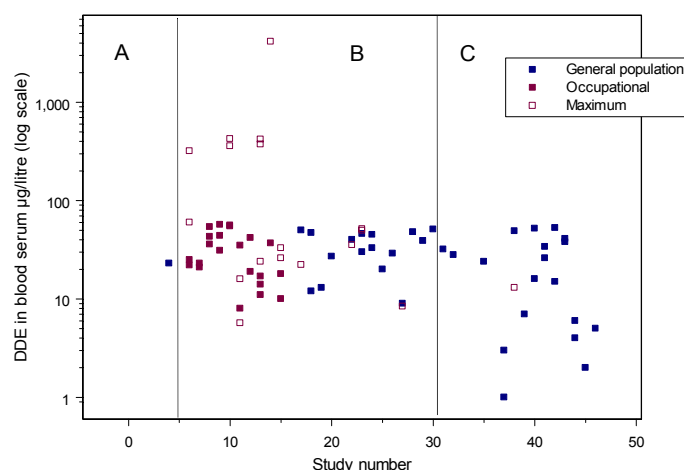 A B C
General population
Occupational
Maximum
DDE in blood serum µg/litre (log scale)
1,000
100
10
1
0 10 20 30 40 50
Study number